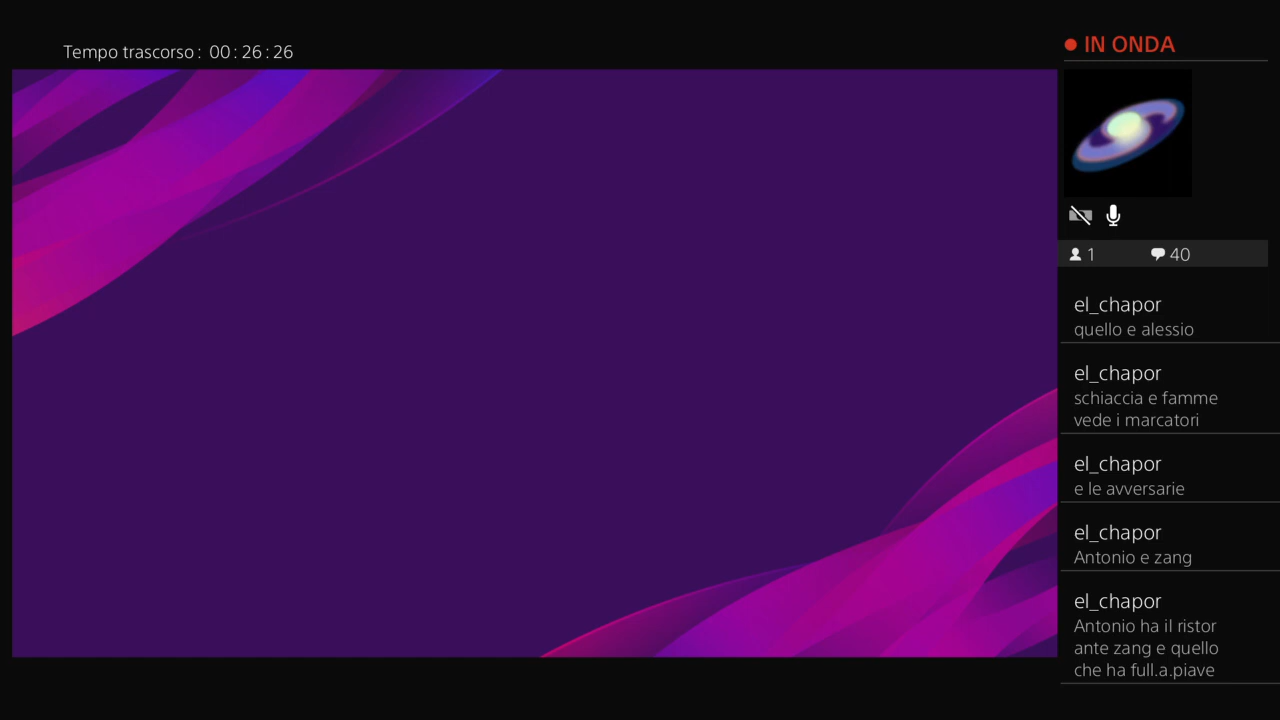 Tempo trascorso: 00:26:26
IN ONDA
1 40
el_chapor
quello e alessio
el_chapor
schiaccia e famme
vede i marcatori
el_chapor
e le avversarie
el_chapor
Antonio e zang
el_chapor
Antonio ha il ristor
ante zang e quello
che ha full.a.piave